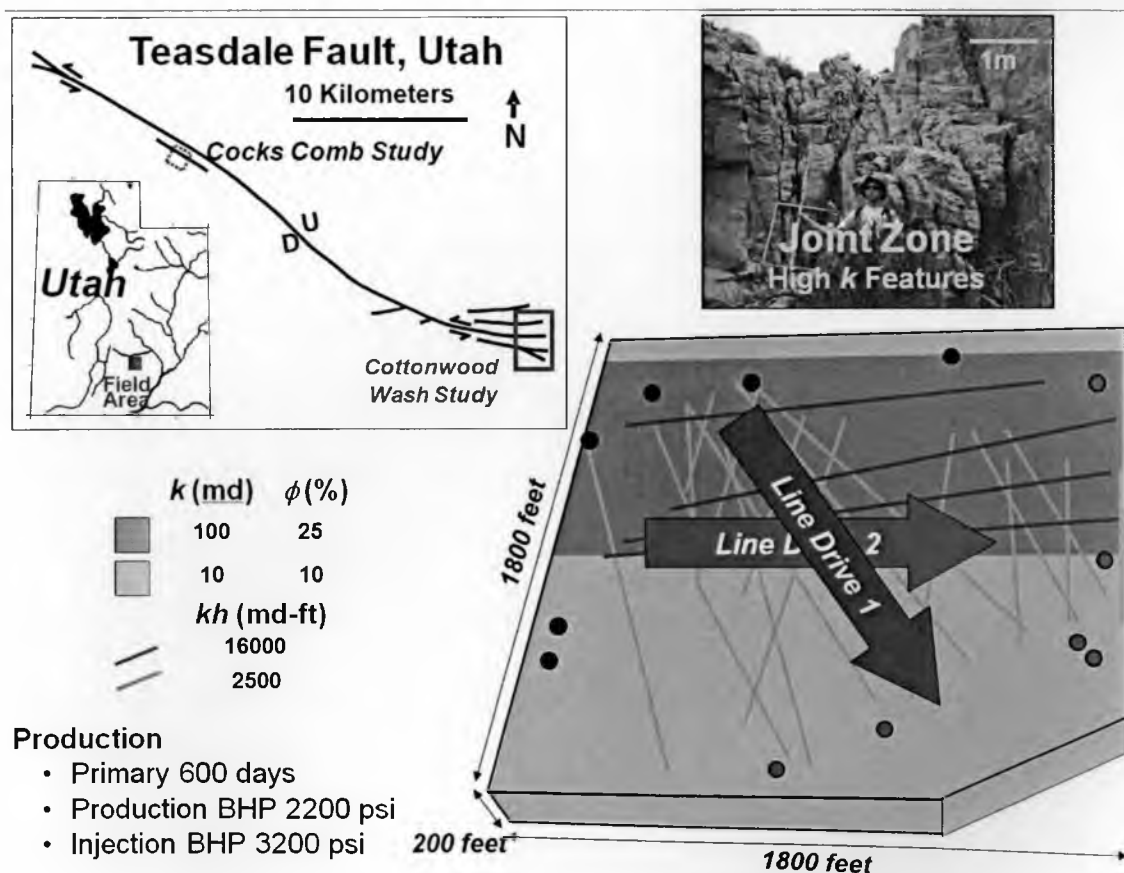 Teasdale Fault, Utah
10 Kilometers
N
Cocks Comb Study
U
D
Utah
Field
Area
Cottonwood
Wash Study
1m
Joint Zone
High k Features
k (md) ϕ (%)
100 25
10 10
kh (md-ft)
16000
2500
Production
• Primary 600 days
• Production BHP 2200 psi
• Injection BHP 3200 psi
1800 feet
Line D 2
Line Drive 1
200 feet
1800 feet